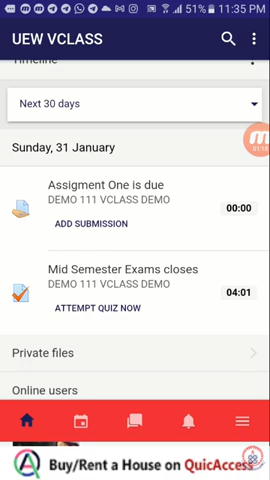 51% 11:35 PM
UEW VCLASS
Timeline
Next 30 days
01:18
Sunday, 31 January
Assigment One is due
DEMO 111 VCLASS DEMO
00:00
ADD SUBMISSION
Mid Semester Exams closes
DEMO 111 VCLASS DEMO
04:01
ATTEMPT QUIZ NOW
Private files
Online users
Buy/Rent a House on QuicAccess